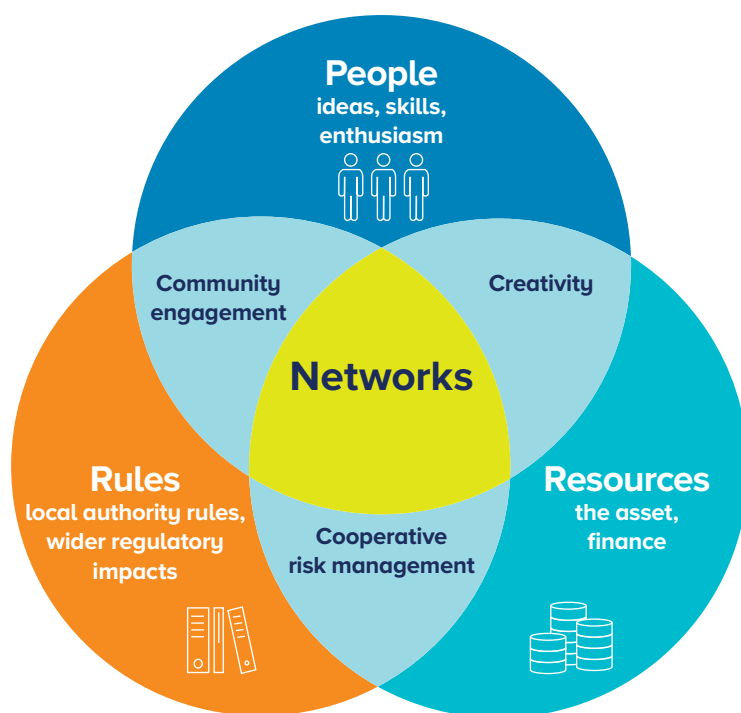 People
ideas, skills,
enthusiasm
Community
engagement
Creativity
Networks
Rules
local authority rules,
wider regulatory
impacts
Resources
the asset,
finance
Cooperative
risk management